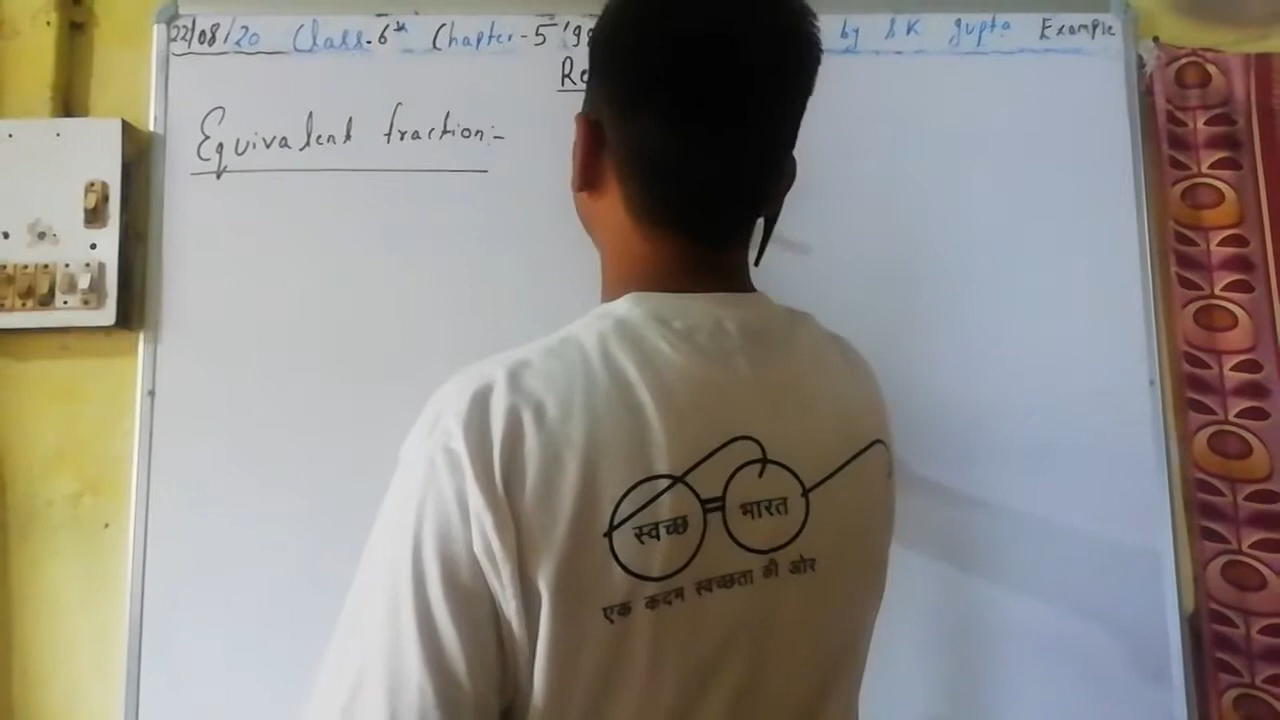 22/08/20 Class-6th Chapter-5 by SK gupta Example
Equivalent fraction:-
स्वच्छ भारत
एक कदम स्वच्छता की ओर